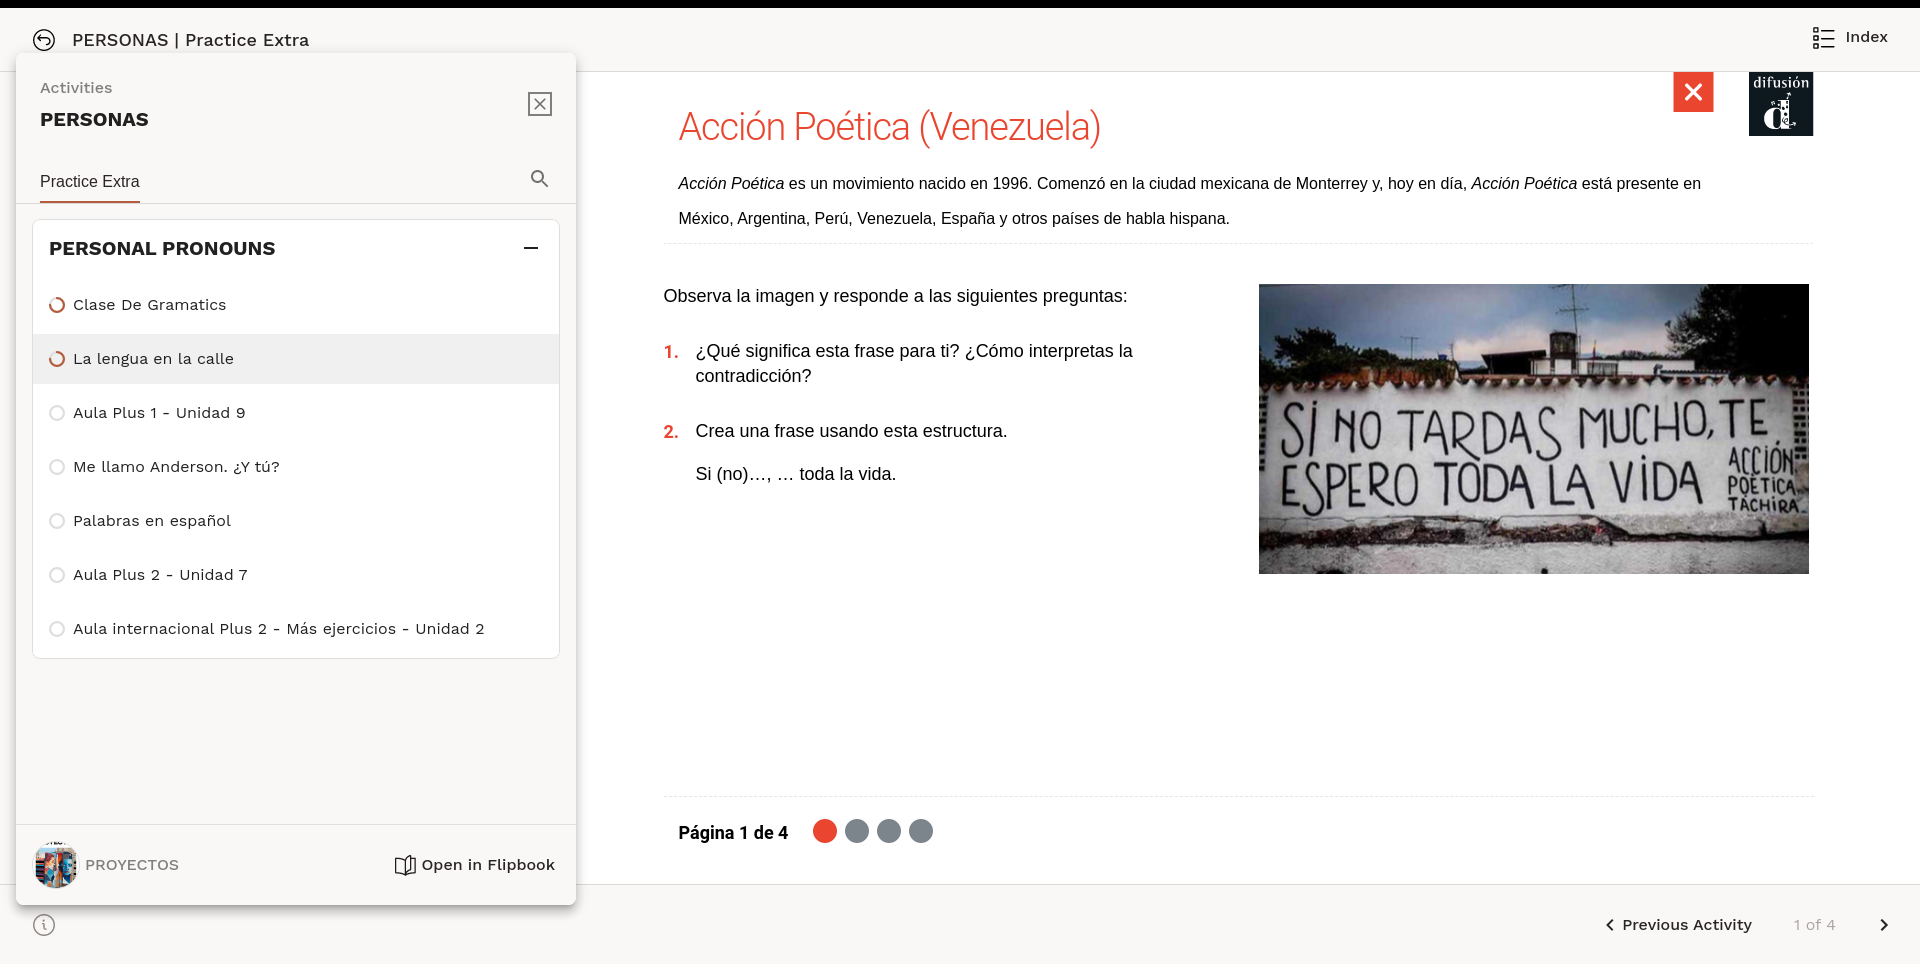 PERSONAS | Practice Extra
Index
Activities
PERSONAS
Practice Extra
PERSONAL PRONOUNS
Clase De Gramatics
La lengua en la calle
Aula Plus 1 - Unidad 9
Me llamo Anderson. ¿Y tú?
Palabras en español
Aula Plus 2 - Unidad 7
Aula internacional Plus 2 - Más ejercicios - Unidad 2
PROYECTOS
Open in Flipbook
difusión
Acción Poética (Venezuela)
Acción Poética es un movimiento nacido en 1996. Comenzó en la ciudad mexicana de Monterrey y, hoy en día, Acción Poética está presente en
México, Argentina, Perú, Venezuela, España y otros países de habla hispana.
Observa la imagen y responde a las siguientes preguntas:
1. ¿Qué significa esta frase para ti? ¿Cómo interpretas la
contradicción?
2. Crea una frase usando esta estructura.
Si (no)…, … toda la vida.
SI NO TARDAS MUCHO, TE
ESPERO TODA LA VIDA
ACCIÓN
POÉTICA
TÁCHIRA
Página 1 de 4
Previous Activity
1 of 4